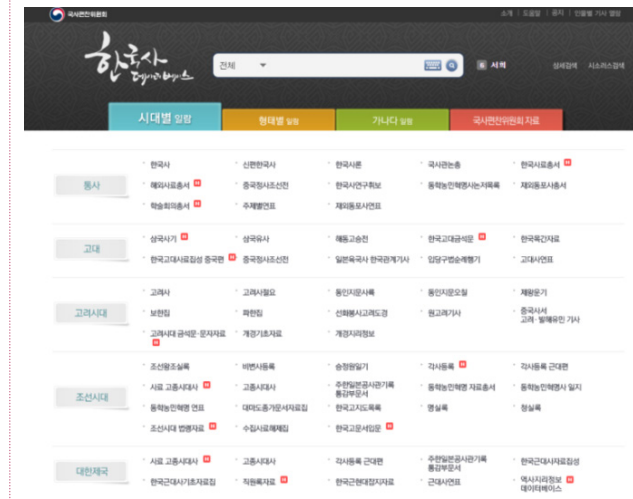 국사편찬위원회
소개 | 도움말 | 공지 | 인물별 기사 열람
한국사 데이터베이스
전체
서희 상세검색 시소러스검색
시대별 일람 형태별 일람 가나다 일람 국사편찬위원회 자료
통사
한국사 신편한국사 한국사론 국사관논총 한국사료총서 H
해외사료총서 H 중국정사조선전 한국사연구휘보 동학농민혁명사논저목록 재외동포사총서
학술회의총서 H 주제별연표 재외동포사연표
고대
삼국사기 H 삼국유사 해동고승전 한국고대금석문 H 한국목간자료
한국고대사료집성 중국편 H 중국정사조선전 일본육국사 한국관계기사 입당구법순례행기 고대사연표
고려시대
고려사 고려사절요 동인지문사륙 동인지문오칠 제왕운기
보한집 파한집 선화봉사고려도경 원고려기사 중국사서
고려·발해유민 기사
고려시대 금석문·문자자료 H 개경기초자료 개경지리정보
조선시대
조선왕조실록 비변사등록 승정원일기 각사등록 H 각사등록 근대편
사료 고종시대사 H 고종시대사 주한일본공사관기록
통감부문서 동학농민혁명 자료총서 동학농민혁명사 일지
동학농민혁명 연표 대마도종가문서자료집 한국고지도목록 명실록 청실록
조선시대 법령자료 H 수집사료해제집 한국고문서입문 H
대한제국
사료 고종시대사 H 고종시대사 각사등록 근대편 주한일본공사관기록
통감부문서 한국근대사자료집성
한국근대사기초자료집 직원록자료 H 한국근현대잡지자료 근대사연표 역사지리정보 H
데이터베이스